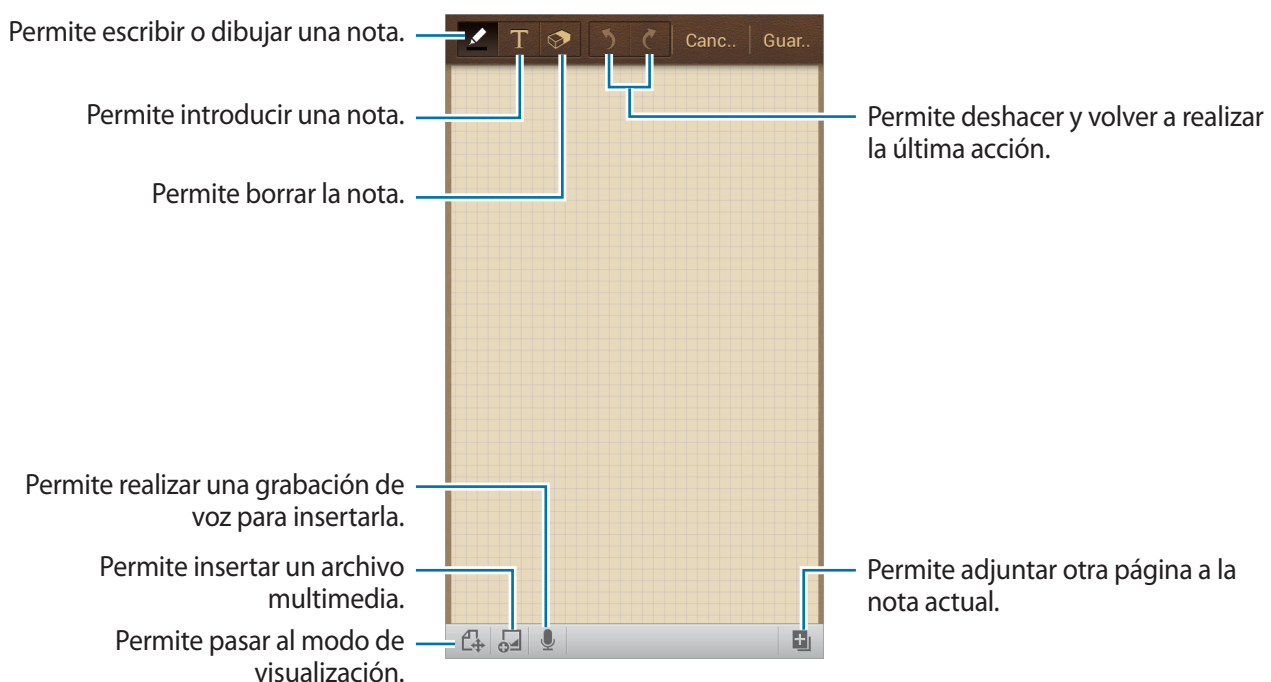 Permite escribir o dibujar una nota.
T
Canc..
Guar..
Permite introducir una nota.
Permite deshacer y volver a realizar
la última acción.
Permite borrar la nota.
Permite realizar una grabación de
voz para insertarla.
Permite insertar un archivo
multimedia.
Permite adjuntar otra página a la
nota actual.
Permite pasar al modo de
visualización.